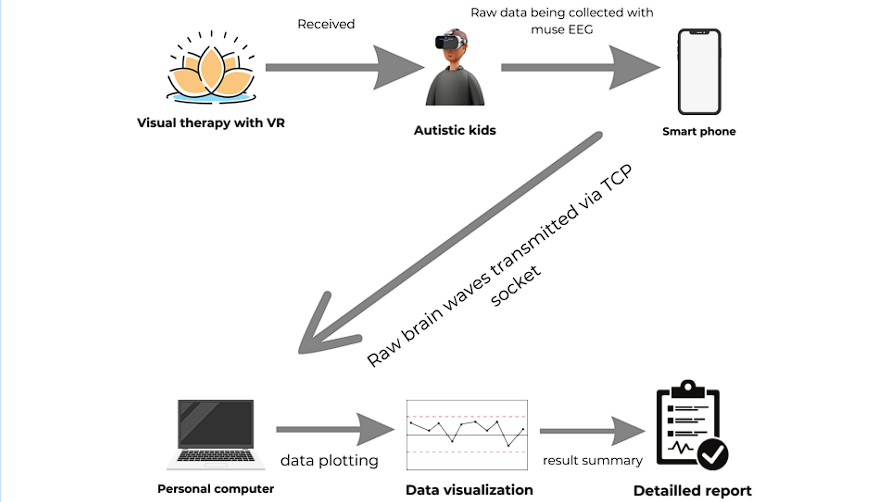 Received
Raw data being collected with
muse EEG
Visual therapy with VR
Autistic kids
Smart phone
Raw brain waves transmitted via TCP
socket
data plotting
result summary
Personal computer
Data visualization
Detailled report